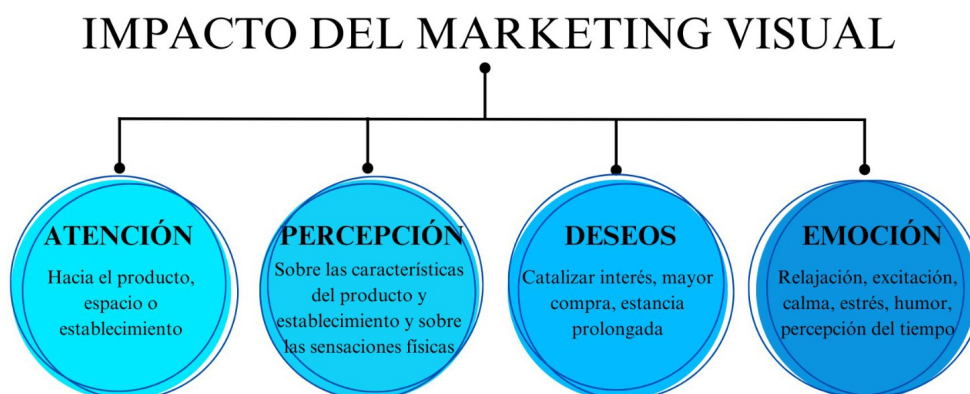 IMPACTO DEL MARKETING VISUAL
ATENCIÓN
Hacia el producto,
espacio o
establecimiento
PERCEPCIÓN
Sobre las características
del producto y
establecimiento y sobre
las sensaciones físicas
DESEOS
Catalizar interés, mayor
compra, estancia
prolongada
EMOCIÓN
Relajación, excitación,
calma, estrés, humor,
percepción del tiempo